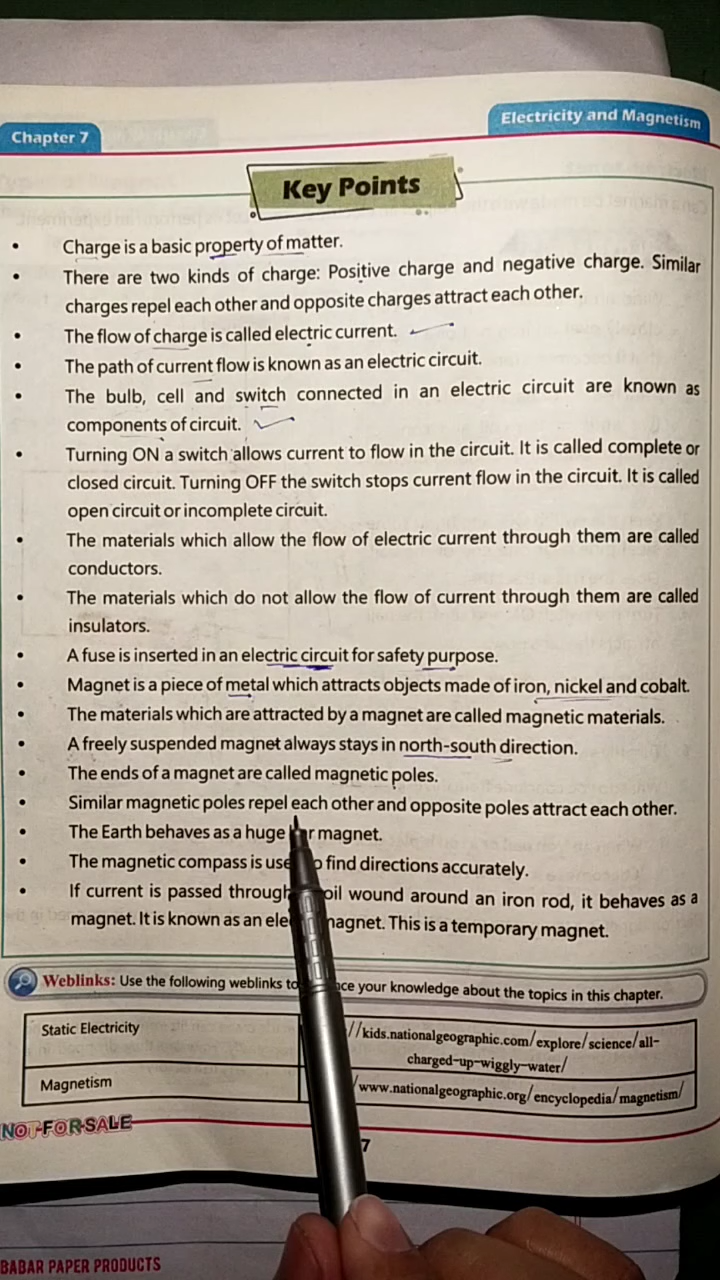 Chapter 7
Electricity and Magnetism
Key Points
• Charge is a basic property of matter.
• There are two kinds of charge: Positive charge and negative charge. Similar
charges repel each other and opposite charges attract each other.
• The flow of charge is called electric current.
• The path of current flow is known as an electric circuit.
• The bulb, cell and switch connected in an electric circuit are known as
components of circuit.
• Turning ON a switch allows current to flow in the circuit. It is called complete or
closed circuit. Turning OFF the switch stops current flow in the circuit. It is called
open circuit or incomplete circuit.
• The materials which allow the flow of electric current through them are called
conductors.
• The materials which do not allow the flow of current through them are called
insulators.
• A fuse is inserted in an electric circuit for safety purpose.
• Magnet is a piece of metal which attracts objects made of iron, nickel and cobalt.
• The materials which are attracted by a magnet are called magnetic materials.
• A freely suspended magnet always stays in north-south direction.
• The ends of a magnet are called magnetic poles.
• Similar magnetic poles repel each other and opposite poles attract each other.
• The Earth behaves as a huge magnet.
• The magnetic compass is find directions accurately.
• If current is passed through wound around an iron rod, it behaves as a
magnet. It is known as an This is a temporary magnet.
Weblinks: Use the following weblinks to your knowledge about the topics in this chapter.
Static Electricity
//kids.nationalgeographic.com/explore/science/all-
charged-up-wiggly-water/
Magnetism
/www.nationalgeographic.org/encyclopedia/magnetism/
NOT-FOR-SALE
7
BABAR PAPER PRODUCTS